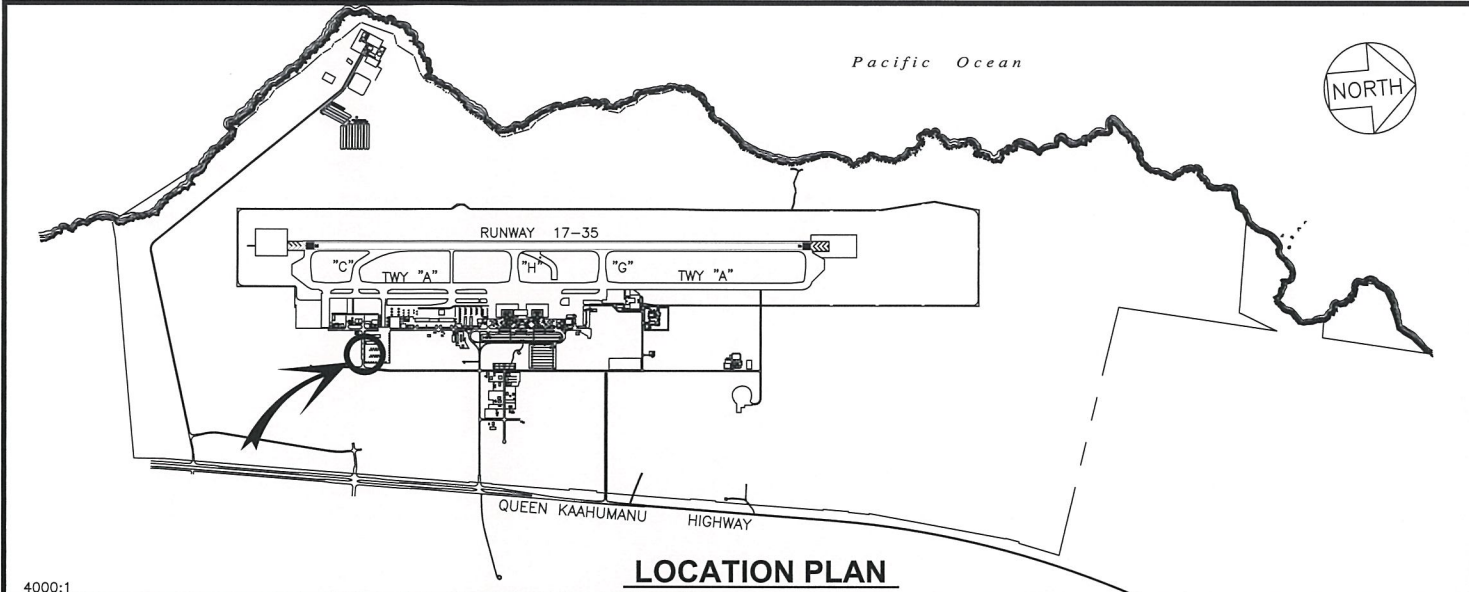 Pacific Ocean
NORTH
RUNWAY 17-35
"C"
TWY "A"
"H"
"G"
TWY "A"
QUEEN KAAHUMANU HIGHWAY
LOCATION PLAN
4000:1